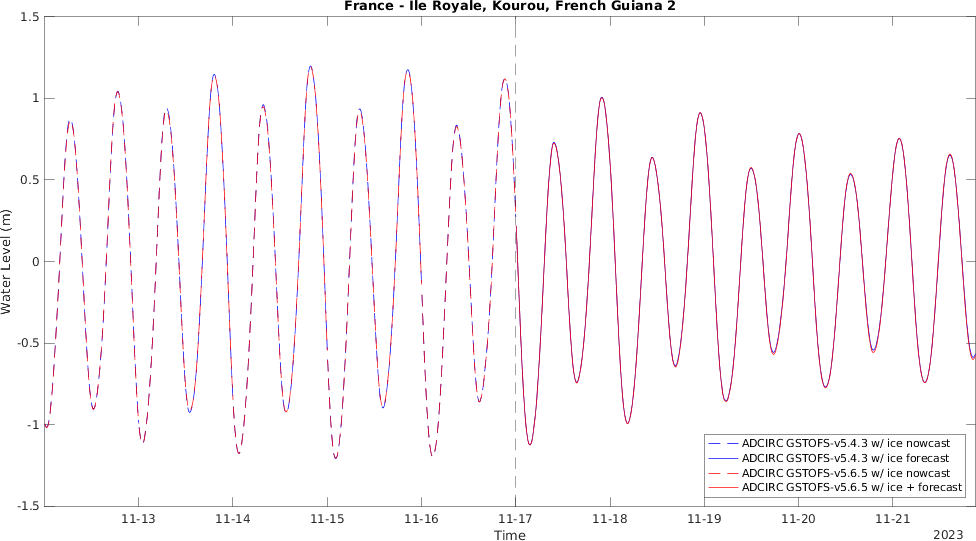 France - Ile Royale, Kourou, French Guiana 2
1.5
1
0.5
0
-0.5
-1
-1.5
Water Level (m)
11-13 11-14 11-15 11-16 11-17 11-18 11-19 11-20 11-21
Time
2023
ADCIRC GSTOFS-v5.4.3 w/ ice nowcast
ADCIRC GSTOFS-v5.4.3 w/ ice forecast
ADCIRC GSTOFS-v5.6.5 w/ ice nowcast
ADCIRC GSTOFS-v5.6.5 w/ ice + forecast